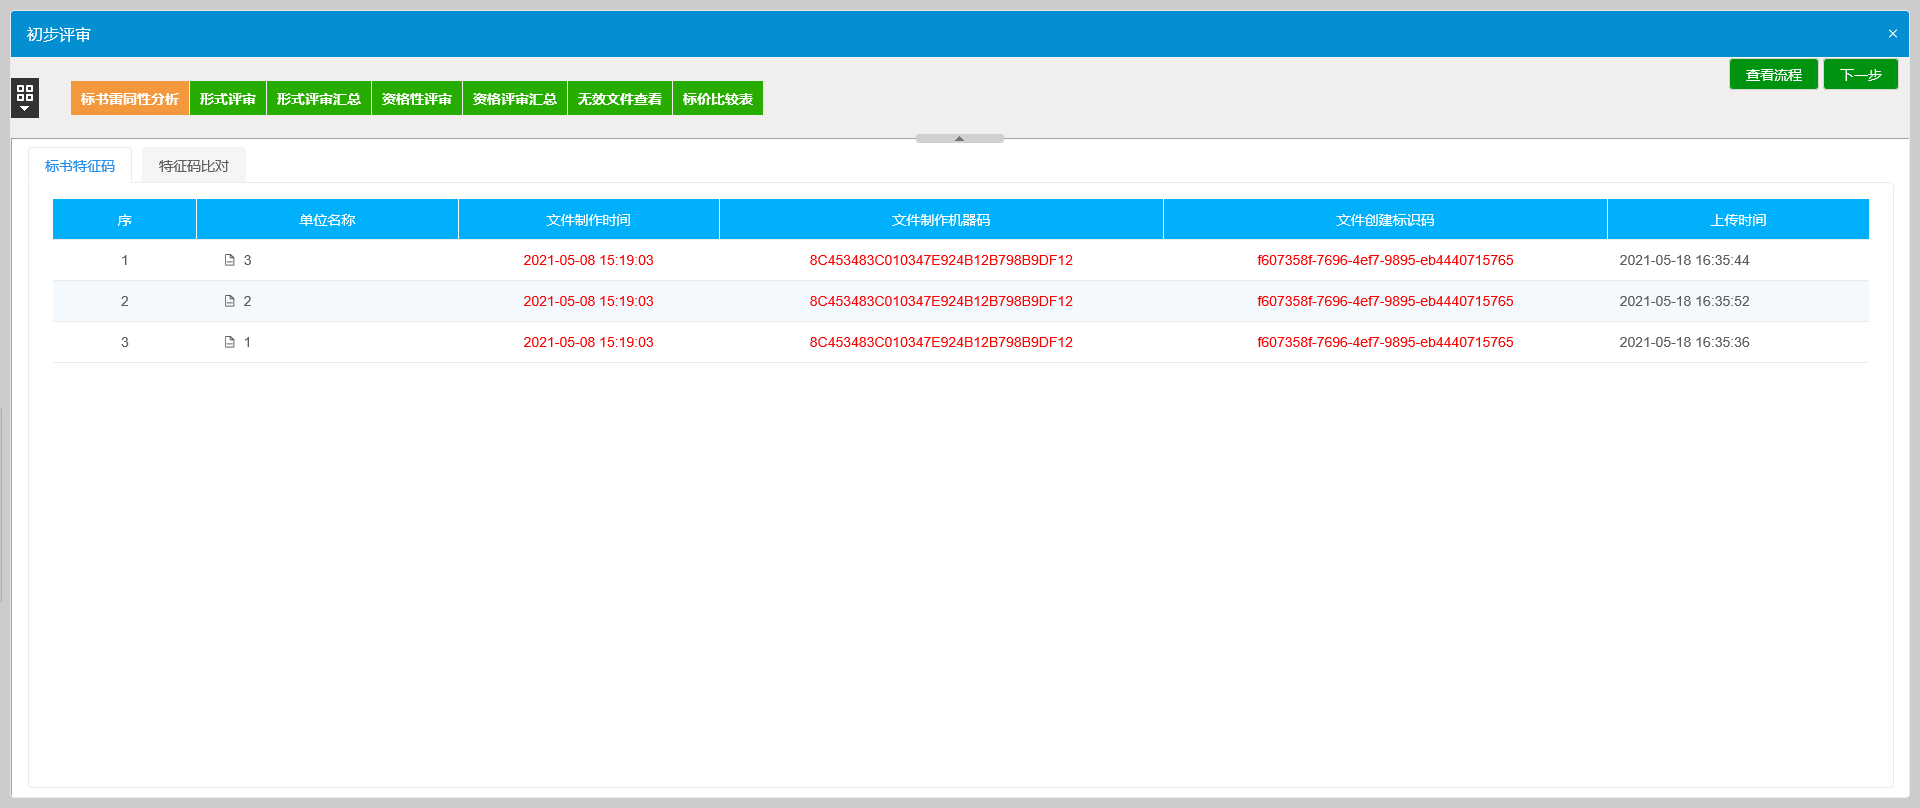 初步评审
×
查看流程 下一步
标书雷同性分析 形式评审 形式评审汇总 资格性评审 资格评审汇总 无效文件查看 标价比较表
标书特征码 特征码比对
序 单位名称 文件制作时间 文件制作机器码 文件创建标识码 上传时间
1 3 2021-05-08 15:19:03 8C453483C010347E924B12B798B9DF12 f607358f-7696-4ef7-9895-eb4440715765 2021-05-18 16:35:44
2 2 2021-05-08 15:19:03 8C453483C010347E924B12B798B9DF12 f607358f-7696-4ef7-9895-eb4440715765 2021-05-18 16:35:52
3 1 2021-05-08 15:19:03 8C453483C010347E924B12B798B9DF12 f607358f-7696-4ef7-9895-eb4440715765 2021-05-18 16:35:36